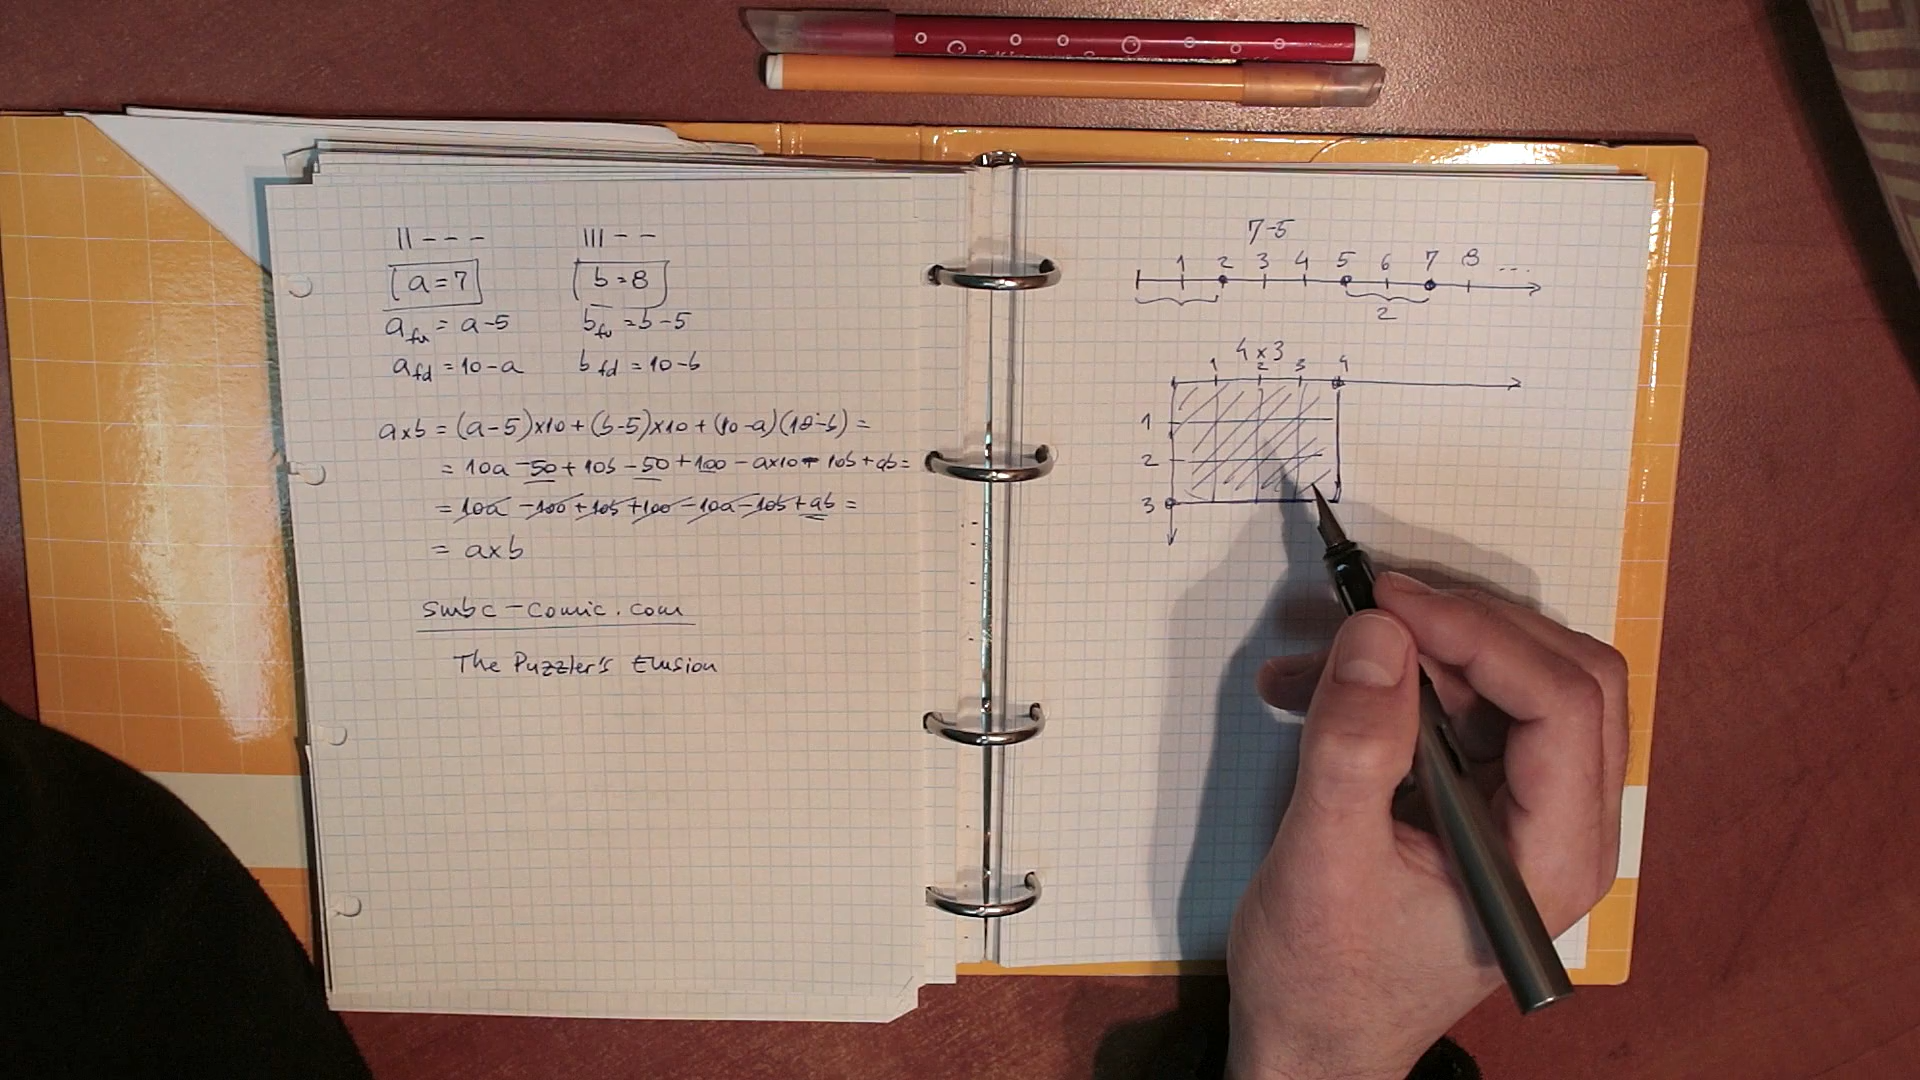 || - - - ||| - -
a=7 b=8
a_fu = a-5 b_fu = b-5
a_fd = 10-a b_fd = 10-b
a×b = (a-5)×10 + (b-5)×10 + (10-a)(10-b) =
= 10a - 50 + 10b - 50 + 100 - a×10 - 10b + ab =
= 10a - 100 + 10b + 100 - 10a - 10b + ab =
= a×b
smbc-comic.com
The Puzzler's Elusion
7-5
1 2 3 4 5 6 7 8 ...
2
4×3
1 2 3 4
1
2
3